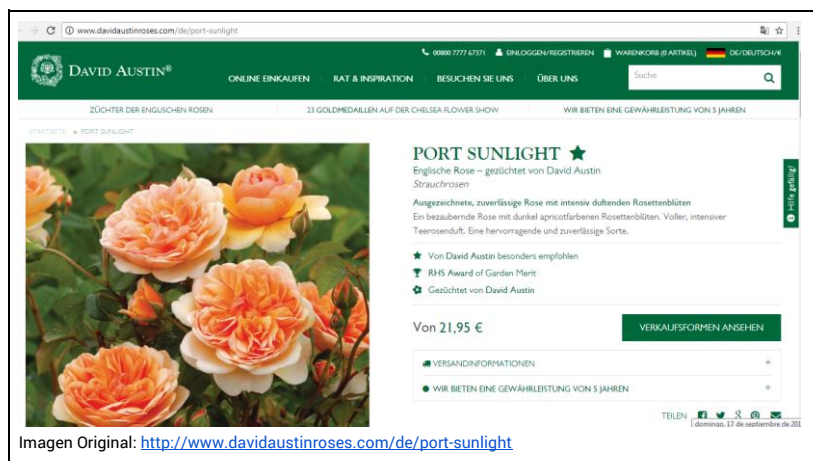 www.davidaustinroses.com/de/port-sunlight
00800 7777 67371 EINLOGGEN/REGISTRIEREN WARENKORB (0 ARTIKEL) DE/DEUTSCH/€
DAVID AUSTIN®
ONLINE EINKAUFEN RAT & INSPIRATION BESUCHEN SIE UNS ÜBER UNS Suche
ZÜCHTER DER ENGLISCHEN ROSEN 23 GOLDMEDAILLEN AUF DER CHELSEA FLOWER SHOW WIR BIETEN EINE GEWÄHRLEISTUNG VON 5 JAHREN
STARTSEITE PORT SUNLIGHT
PORT SUNLIGHT
Englische Rose – gezüchtet von David Austin
Strauchrosen
Ausgezeichnete, zuverlässige Rose mit intensiv duftenden Rosettenblüten
Ein bezaubernde Rose mit dunkel apricotfarbenen Rosettenblüten. Voller, intensiver
Teerosenduft. Eine hervorragende und zuverlässige Sorte.
Hilfe gefällig?
Von David Austin besonders empfohlen
RHS Award of Garden Merit
Gezüchtet von David Austin
Von 21,95 €
VERKAUFSFORMEN ANSEHEN
VERSANDINFORMATIONEN +
WIR BIETEN EINE GEWÄHRLEISTUNG VON 5 JAHREN +
TEILEN
domingo, 17 de septiembre de 201
Imagen Original: http://www.davidaustinroses.com/de/port-sunlight